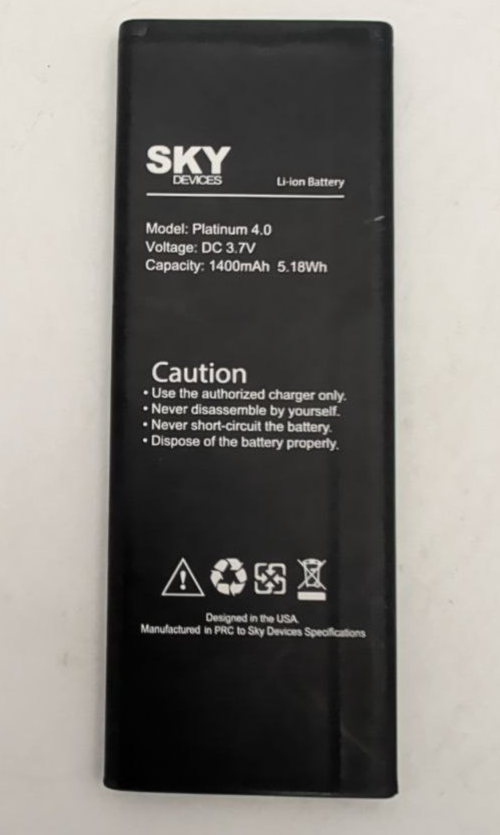 SKY
DEVICES
Li-ion Battery
Model: Platinum 4.0
Voltage: DC 3.7V
Capacity: 1400mAh 5.18Wh
Caution
• Use the authorized charger only.
• Never disassemble by yourself.
• Never short-circuit the battery.
• Dispose of the battery properly.
Designed in the USA.
Manufactured in PRC to Sky Devices Specifications